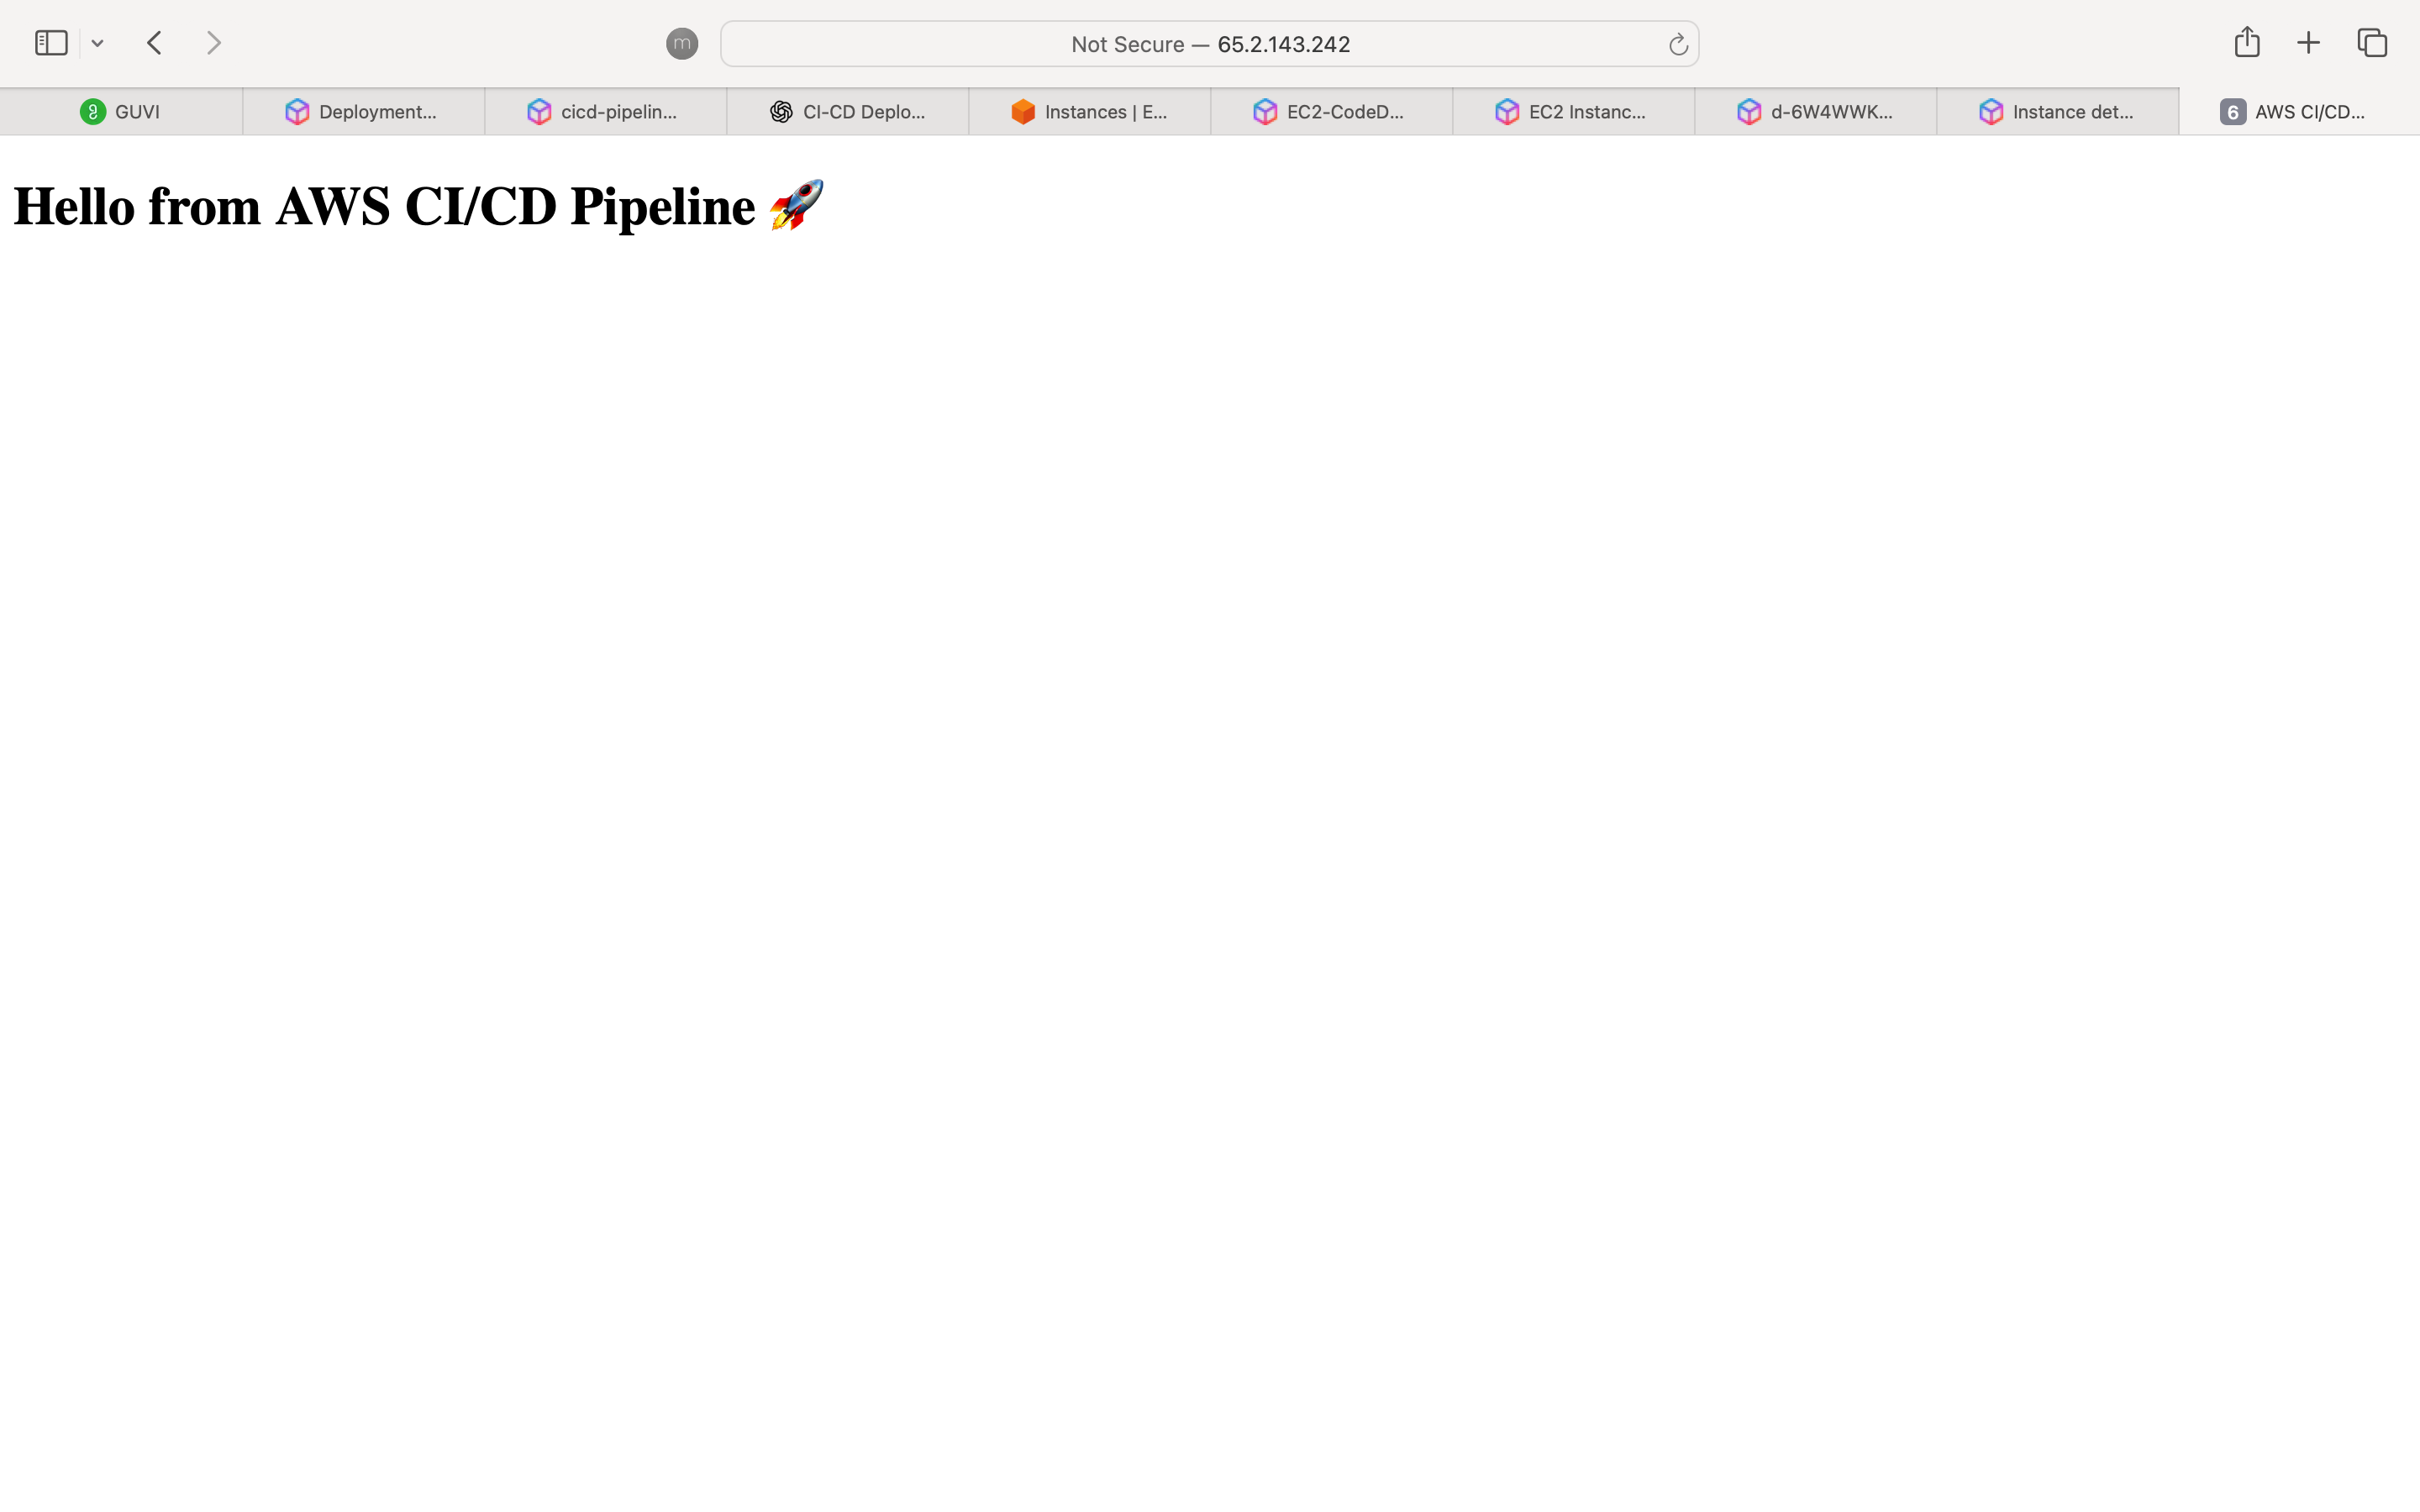 m
Not Secure — 65.2.143.242
GUVI
Deployment...
cicd-pipelin...
CI-CD Deplo...
Instances | E...
EC2-CodeD...
EC2 Instanc...
d-6W4WWK...
Instance det...
6 AWS CI/CD...
Hello from AWS CI/CD Pipeline 🚀